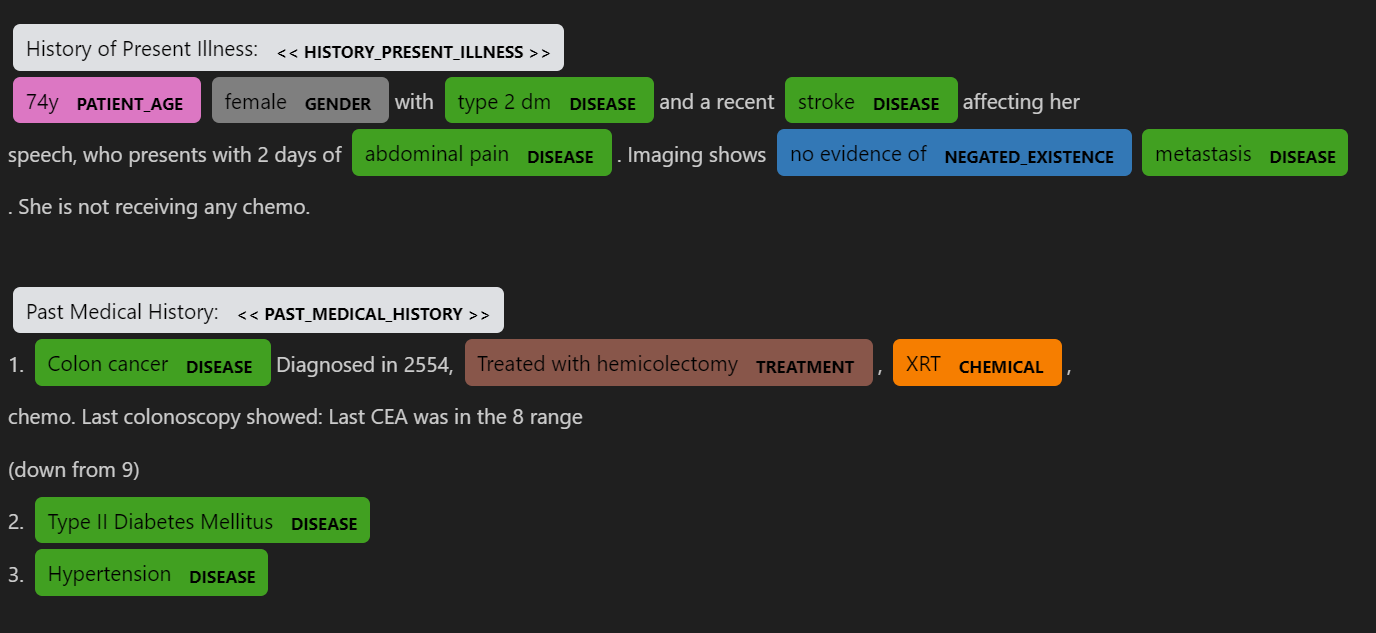 History of Present Illness: << HISTORY_PRESENT_ILLNESS >>
74y PATIENT_AGE female GENDER with type 2 dm DISEASE and a recent stroke DISEASE affecting her
speech, who presents with 2 days of abdominal pain DISEASE . Imaging shows no evidence of NEGATED_EXISTENCE metastasis DISEASE
. She is not receiving any chemo.
Past Medical History: << PAST_MEDICAL_HISTORY >>
1. Colon cancer DISEASE Diagnosed in 2554, Treated with hemicolectomy TREATMENT , XRT CHEMICAL ,
chemo. Last colonoscopy showed: Last CEA was in the 8 range
(down from 9)
2. Type II Diabetes Mellitus DISEASE
3. Hypertension DISEASE